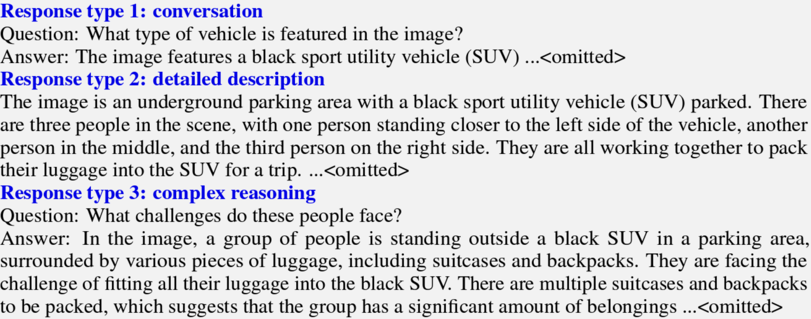 Response type 1: conversation
Question: What type of vehicle is featured in the image?
Answer: The image features a black sport utility vehicle (SUV) ...<omitted>
Response type 2: detailed description
The image is an underground parking area with a black sport utility vehicle (SUV) parked. There
are three people in the scene, with one person standing closer to the left side of the vehicle, another
person in the middle, and the third person on the right side. They are all working together to pack
their luggage into the SUV for a trip. ...<omitted>
Response type 3: complex reasoning
Question: What challenges do these people face?
Answer: In the image, a group of people is standing outside a black SUV in a parking area,
surrounded by various pieces of luggage, including suitcases and backpacks. They are facing the
challenge of fitting all their luggage into the black SUV. There are multiple suitcases and backpacks
to be packed, which suggests that the group has a significant amount of belongings ...<omitted>